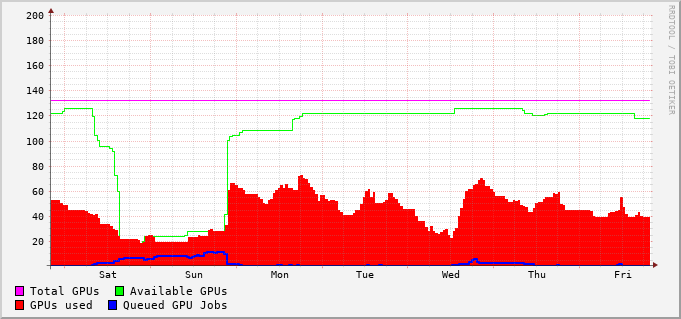 200
180
160
140
120
100
80
60
40
20
Sat Sun Mon Tue Wed Thu Fri
Total GPUs Available GPUs
GPUs used Queued GPU Jobs
RRDTOOL / TOBI OETIKER